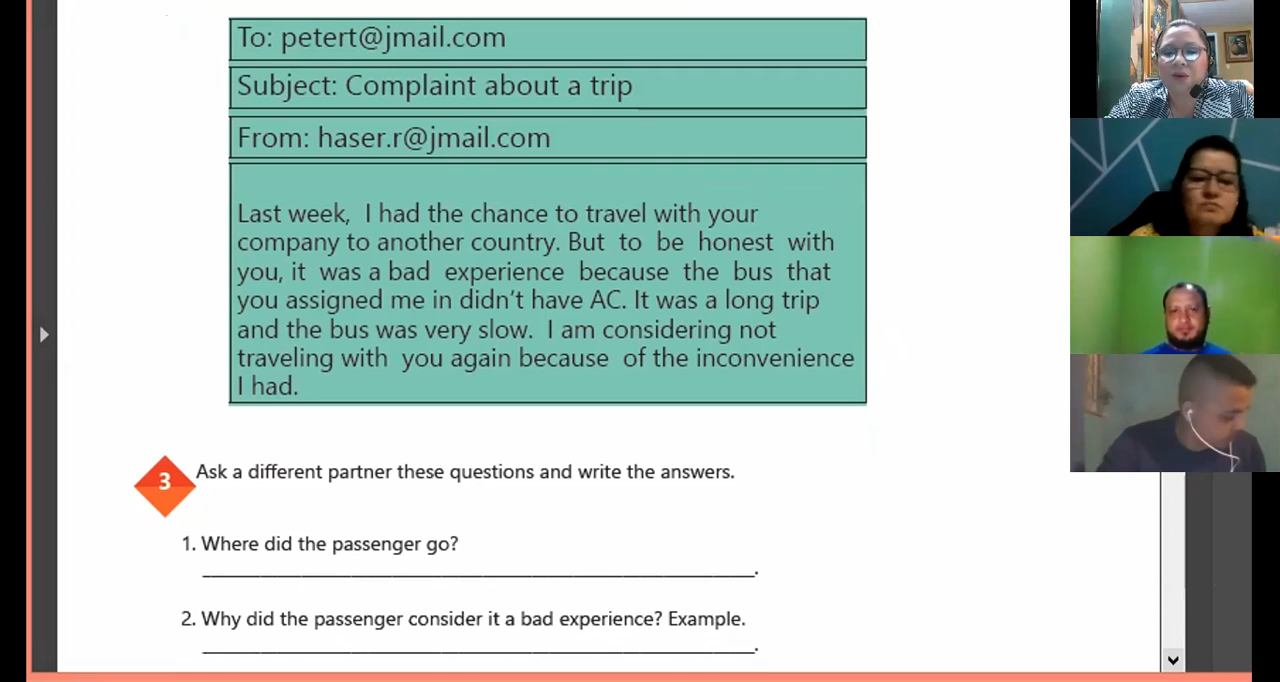 To: petert@jmail.com
Subject: Complaint about a trip
From: haser.r@jmail.com
Last week, I had the chance to travel with your
company to another country. But to be honest with
you, it was a bad experience because the bus that
you assigned me in didn't have AC. It was a long trip
and the bus was very slow. I am considering not
traveling with you again because of the inconvenience
I had.
3 Ask a different partner these questions and write the answers.
1. Where did the passenger go?
_______________________________________________.
2. Why did the passenger consider it a bad experience? Example.
_______________________________________________.